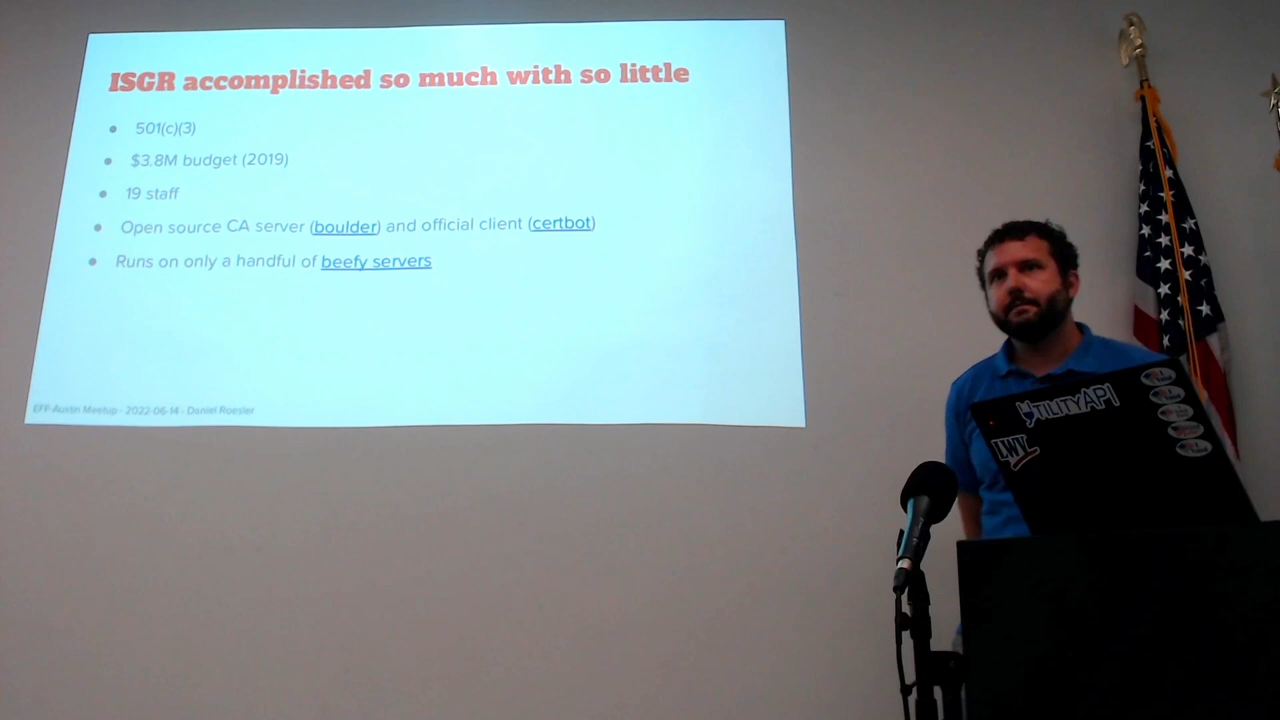 ISGR accomplished so much with so little
501(c)(3)
$3.8M budget (2019)
19 staff
Open source CA server (boulder) and official client (certbot)
Runs on only a handful of beefy servers
EFF-Austin Meetup - 2022-06-14 - Daniel Roesler
UTILITYAPI
LWV